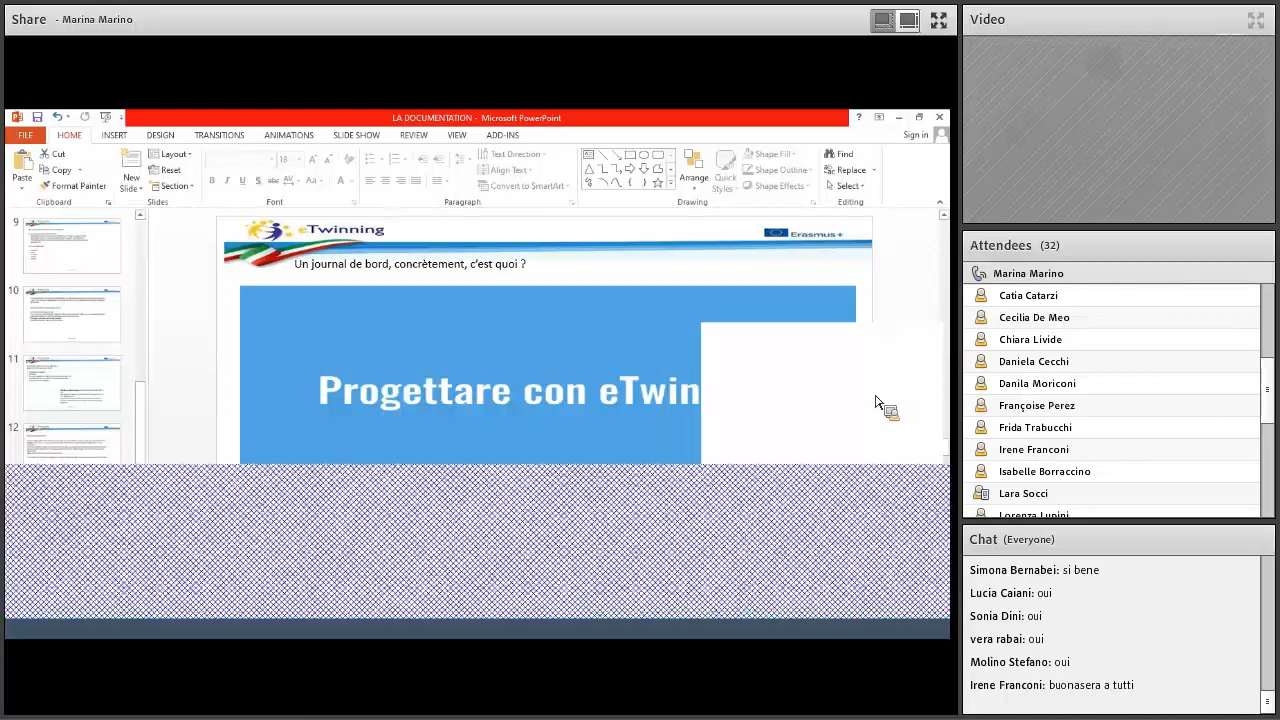 Share - Marina Marino
Video
LA DOCUMENTATION - Microsoft PowerPoint
FILE HOME INSERT DESIGN TRANSITIONS ANIMATIONS SLIDE SHOW REVIEW VIEW ADD-INS
Sign in
Paste
Cut
Copy
Format Painter
Clipboard
New Slide
Layout
Reset
Section
Slides
18
Font
Text Direction
Align Text
Convert to SmartArt
Paragraph
Arrange
Quick Styles
Shape Fill
Shape Outline
Shape Effects
Drawing
Find
Replace
Select
Editing
9
10
11
12
eTwinning
Erasmus+
Un journal de bord, concrètement, c'est quoi ?
Progettare con eTwin
Attendees (32)
Marina Marino
Catia Catarzi
Cecilia De Meo
Chiara Livide
Daniela Cecchi
Danila Moriconi
Françoise Perez
Frida Trabucchi
Irene Franconi
Isabelle Borraccino
Lara Socci
Lorenza Lupini
Chat (Everyone)
Simona Bernabei: si bene
Lucia Caiani: oui
Sonia Dini: oui
vera rabai: oui
Molino Stefano: oui
Irene Franconi: buonasera a tutti